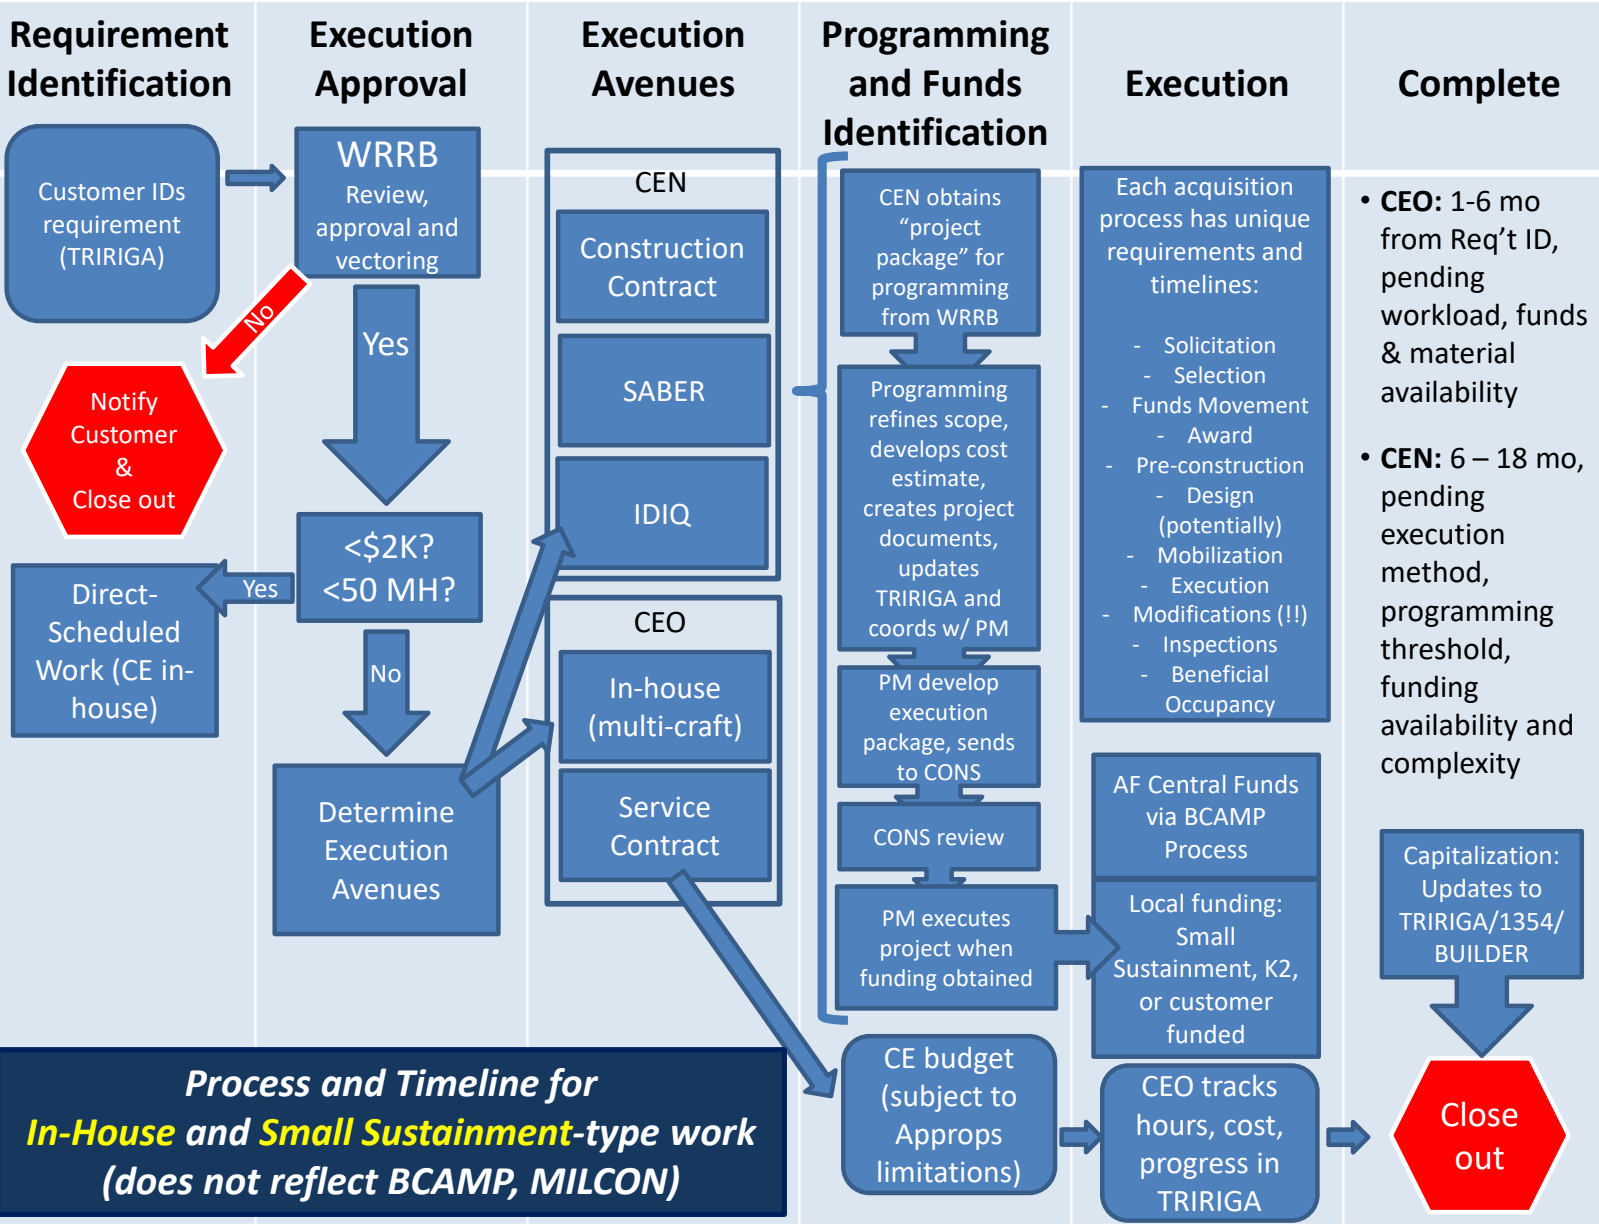 Requirement
Identification
Execution
Approval
Execution
Avenues
Programming
and Funds
Identification
Execution
Complete
Customer IDs
requirement
(TRIRIGA)
No
Notify
Customer
&
Close out
Direct-
Scheduled
Work (CE in-
house)
WRRB
Review,
approval and
vectoring
Yes
<$2K?
<50 MH?
Yes
No
Determine
Execution
Avenues
CEN
Construction
Contract
SABER
IDIQ
CEO
In-house
(multi-craft)
Service
Contract
CEN obtains
“project
package” for
programming
from WRRB
Programming
refines scope,
develops cost
estimate,
creates project
documents,
updates
TRIRIGA and
coords w/ PM
PM develop
execution
package, sends
to CONS
CONS review
PM executes
project when
funding obtained
CE budget
(subject to
Approps
limitations)
Each acquisition
process has unique
requirements and
timelines:
- Solicitation
- Selection
- Funds Movement
- Award
- Pre-construction
- Design
(potentially)
- Mobilization
- Execution
- Modifications (!!)
- Inspections
- Beneficial
Occupancy
AF Central Funds
via BCAMP
Process
Local funding:
Small
Sustainment, K2,
or customer
funded
CEO tracks
hours, cost,
progress in
TRIRIGA
• CEO: 1-6 mo
from Req’t ID,
pending
workload, funds
& material
availability
• CEN: 6 – 18 mo,
pending
execution
method,
programming
threshold,
funding
availability and
complexity
Capitalization:
Updates to
TRIRIGA/1354/
BUILDER
Close
out
Process and Timeline for
In-House and Small Sustainment-type work
(does not reflect BCAMP, MILCON)